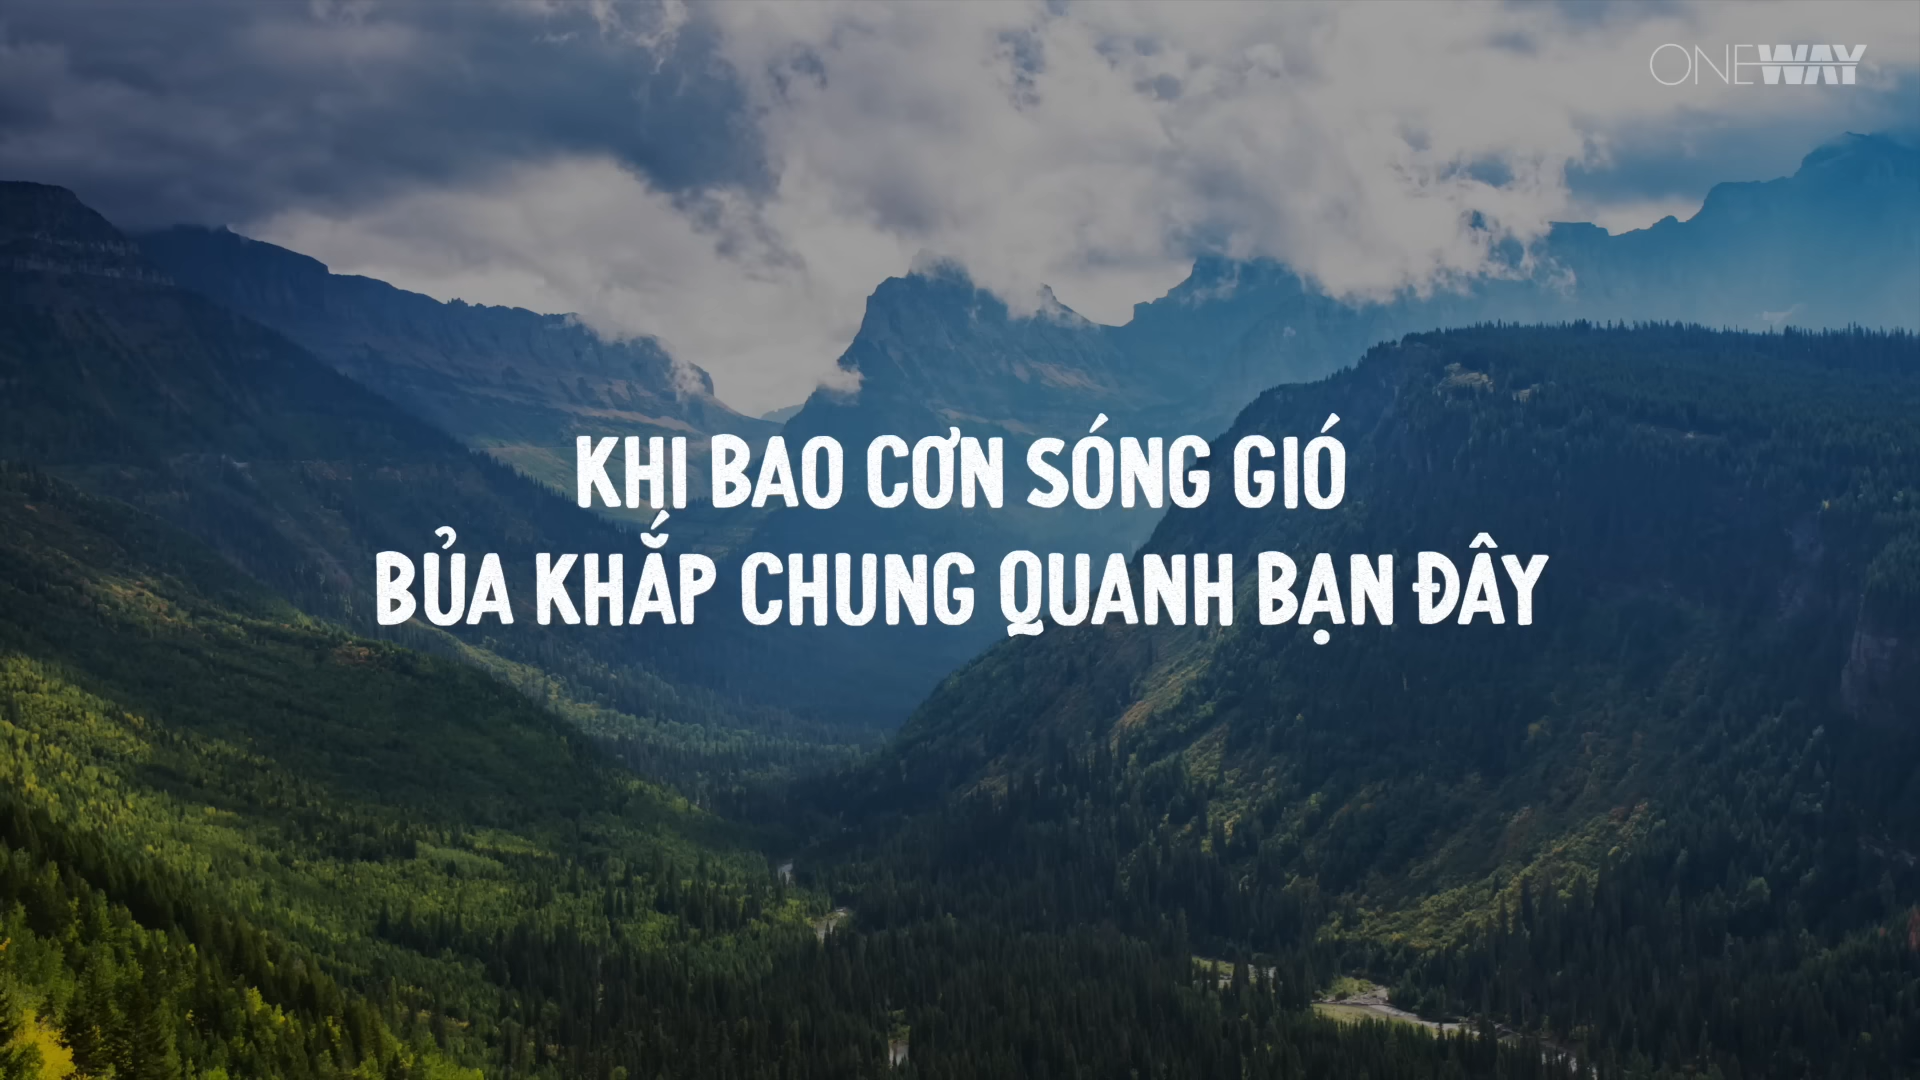 ONEWAY
KHI BAO CƠN SÓNG GIÓ
BỦA KHẮP CHUNG QUANH BẠN ĐÂY